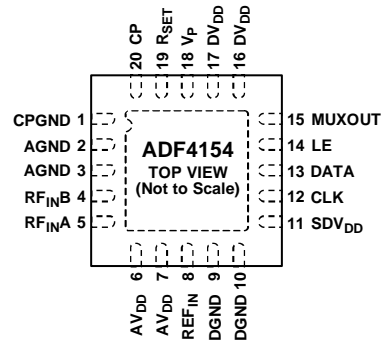 20 CP
19 RSET
18 VP
17 DVDD
16 DVDD
CPGND 1
AGND 2
AGND 3
RFINB 4
RFINA 5
ADF4154
TOP VIEW
(Not to Scale)
15 MUXOUT
14 LE
13 DATA
12 CLK
11 SDVDD
AVDD 6
AVDD 7
REFIN 8
DGND 9
DGND 10